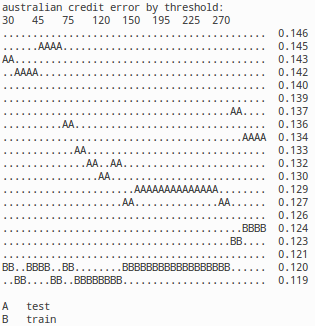 australian credit error by threshold:
30   45   75   120  150  195  225  270
............................................  0.146
......AAAA..................................  0.145
AA..........................................  0.143
..AAAA......................................  0.142
............................................  0.140
............................................  0.139
......................................AA....  0.137
..........AA................................  0.136
........................................AAAA  0.134
............AA..............................  0.133
..............AA..AA........................  0.132
................AA..........................  0.130
......................AAAAAAAAAAAAAA........  0.129
....................AA..............AA......  0.127
............................................  0.126
........................................BBBB  0.124
......................................BB....  0.123
............................................  0.121
BB..BBBB..BB........BBBBBBBBBBBBBBBBBB......  0.120
..BB....BB..BBBBBBBB........................  0.119
A   test
B   train